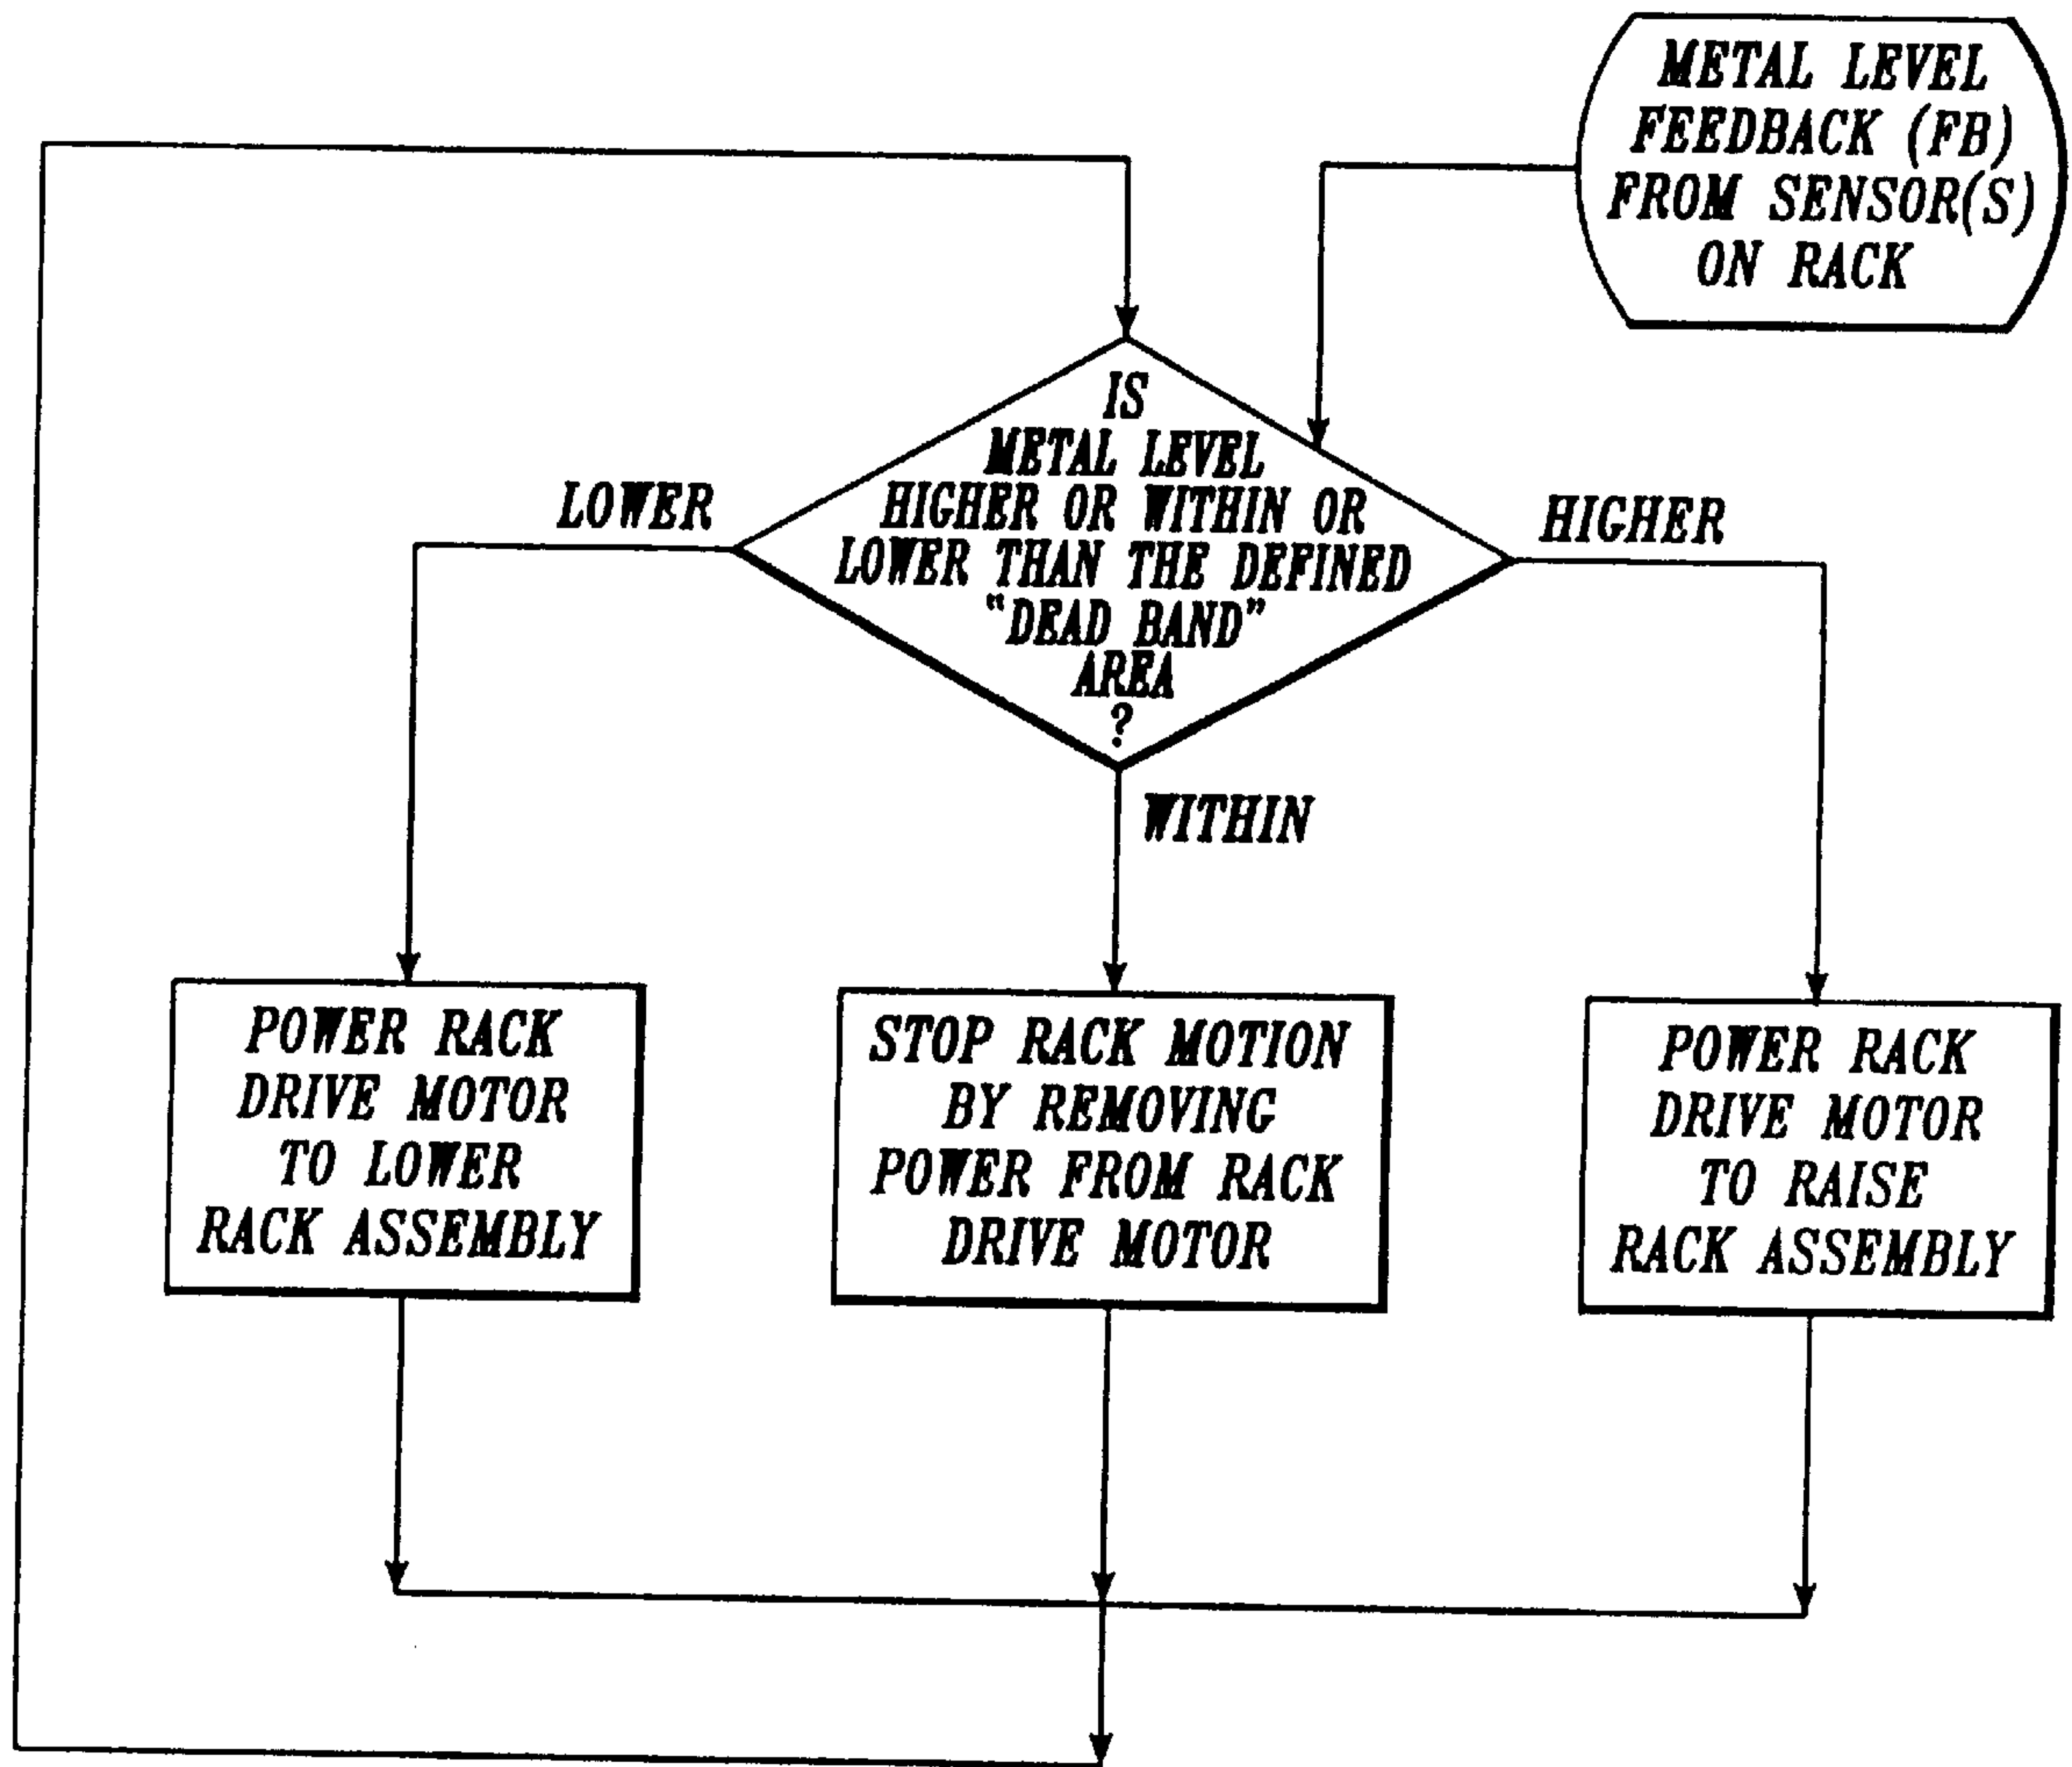 METAL LEVEL
FEEDBACK (FB)
FROM SENSOR(S)
ON RACK
IS
METAL LEVEL
HIGHER OR WITHIN OR
LOWER THAN THE DEFINED
"DEAD BAND"
AREA
?
LOWER
HIGHER
WITHIN
POWER RACK
DRIVE MOTOR
TO LOWER
RACK ASSEMBLY
STOP RACK MOTION
BY REMOVING
POWER FROM RACK
DRIVE MOTOR
POWER RACK
DRIVE MOTOR
TO RAISE
RACK ASSEMBLY